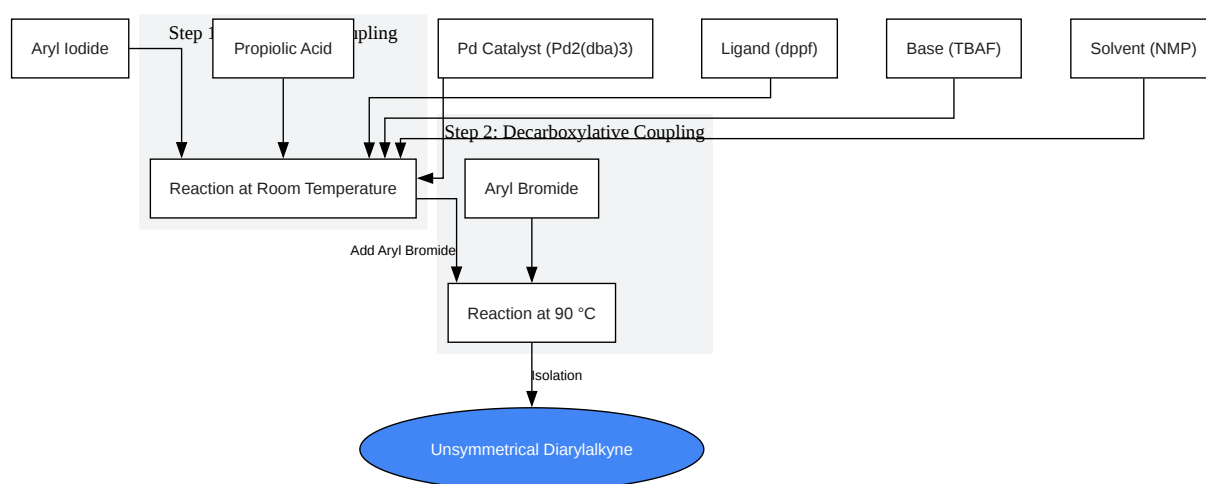 Aryl Iodide
Step 1
upling
Propiolic Acid
Pd Catalyst (Pd2(dba)3)
Ligand (dppf)
Base (TBAF)
Solvent (NMP)
Step 2: Decarboxylative Coupling
Reaction at Room Temperature
Aryl Bromide
Add Aryl Bromide
Reaction at 90 °C
Isolation
Unsymmetrical Diarylalkyne